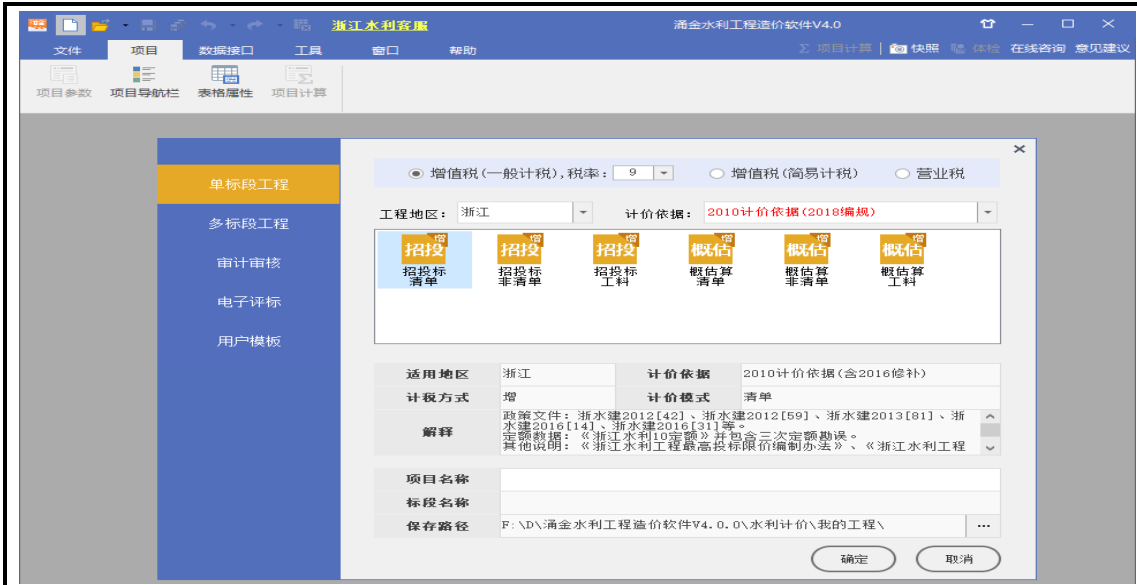 浙江水利客服
涌金水利工程造价软件V4.0
文件 项目 数据接口 工具 窗口 帮助
Σ 项目计算 快照 体检 在线咨询 意见建议
项目参数 项目导航栏 表格属性 项目计算
单标段工程
多标段工程
审计审核
电子评标
用户模板
增值税(一般计税),税率: 9 增值税(简易计税) 营业税
工程地区: 浙江 计价依据: 2010计价依据(2018编规)
招投 增 招投 增 招投 增 概估 增 概估 增 概估 增
招投标 招投标 招投标 概估算 概估算 概估算
清单 非清单 工料 清单 非清单 工料
适用地区 浙江 计价依据 2010计价依据(含2016修补)
计税方式 增 计价模式 清单
解释
政策文件: 浙水建2012[42]、浙水建2012[59]、浙水建2013[81]、浙
水建2016[14]、浙水建2016[31]等。
定额数据: 《浙江水利10定额》并包含三次定额勘误。
其他说明: 《浙江水利工程最高投标限价编制办法》、《浙江水利工程
项目名称
标段名称
保存路径 F:\D\涌金水利工程造价软件V4.0.0\水利计价\我的工程\ ...
确定 取消